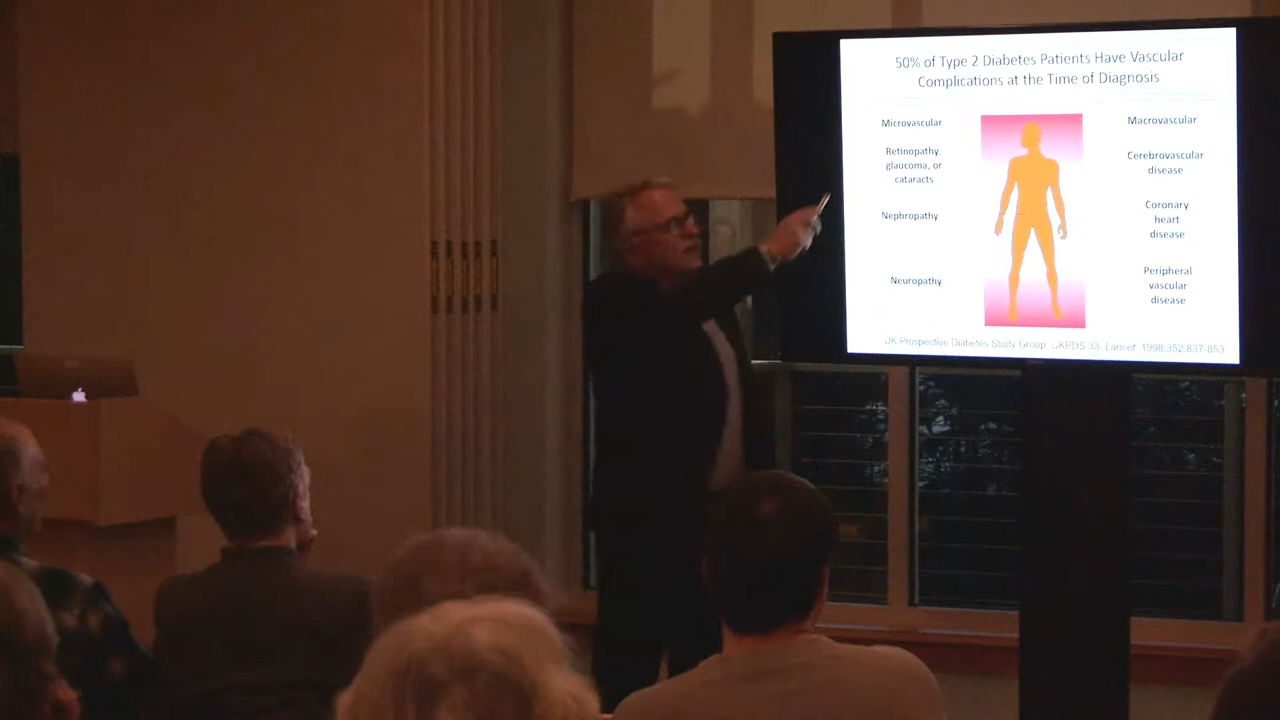 50% of Type 2 Diabetes Patients Have Vascular
Complications at the Time of Diagnosis
Microvascular
Retinopathy,
glaucoma, or
cataracts
Nephropathy
Neuropathy
Macrovascular
Cerebrovascular
disease
Coronary
heart
disease
Peripheral
vascular
disease
UK Prospective Diabetes Study Group. UKPDS 33. Lancet. 1998;352:837-853